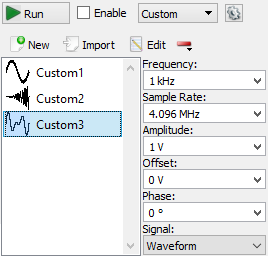 Run Enable Custom
New Import Edit
Custom1
Custom2
Custom3
Frequency:
1 kHz
Sample Rate:
4.096 MHz
Amplitude:
1 V
Offset:
0 V
Phase:
0 °
Signal:
Waveform